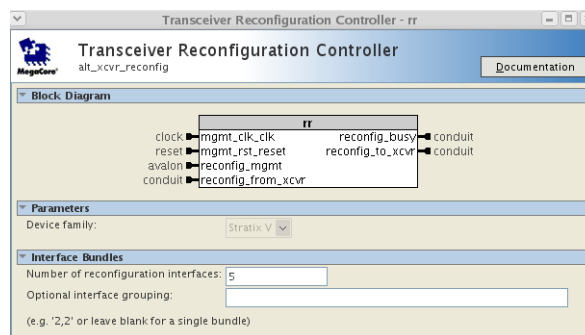 Transceiver Reconfiguration Controller - rr
Transceiver Reconfiguration Controller
alt_xcvr_reconfig
MegaCore®
Documentation
Block Diagram
rr
clock mgmt_clk_clk reconfig_busy conduit
reset mgmt_rst_reset reconfig_to_xcvr conduit
avalon reconfig_mgmt
conduit reconfig_from_xcvr
Parameters
Device family: Stratix V
Interface Bundles
Number of reconfiguration interfaces: 5
Optional interface grouping:
(e.g. '2,2' or leave blank for a single bundle)